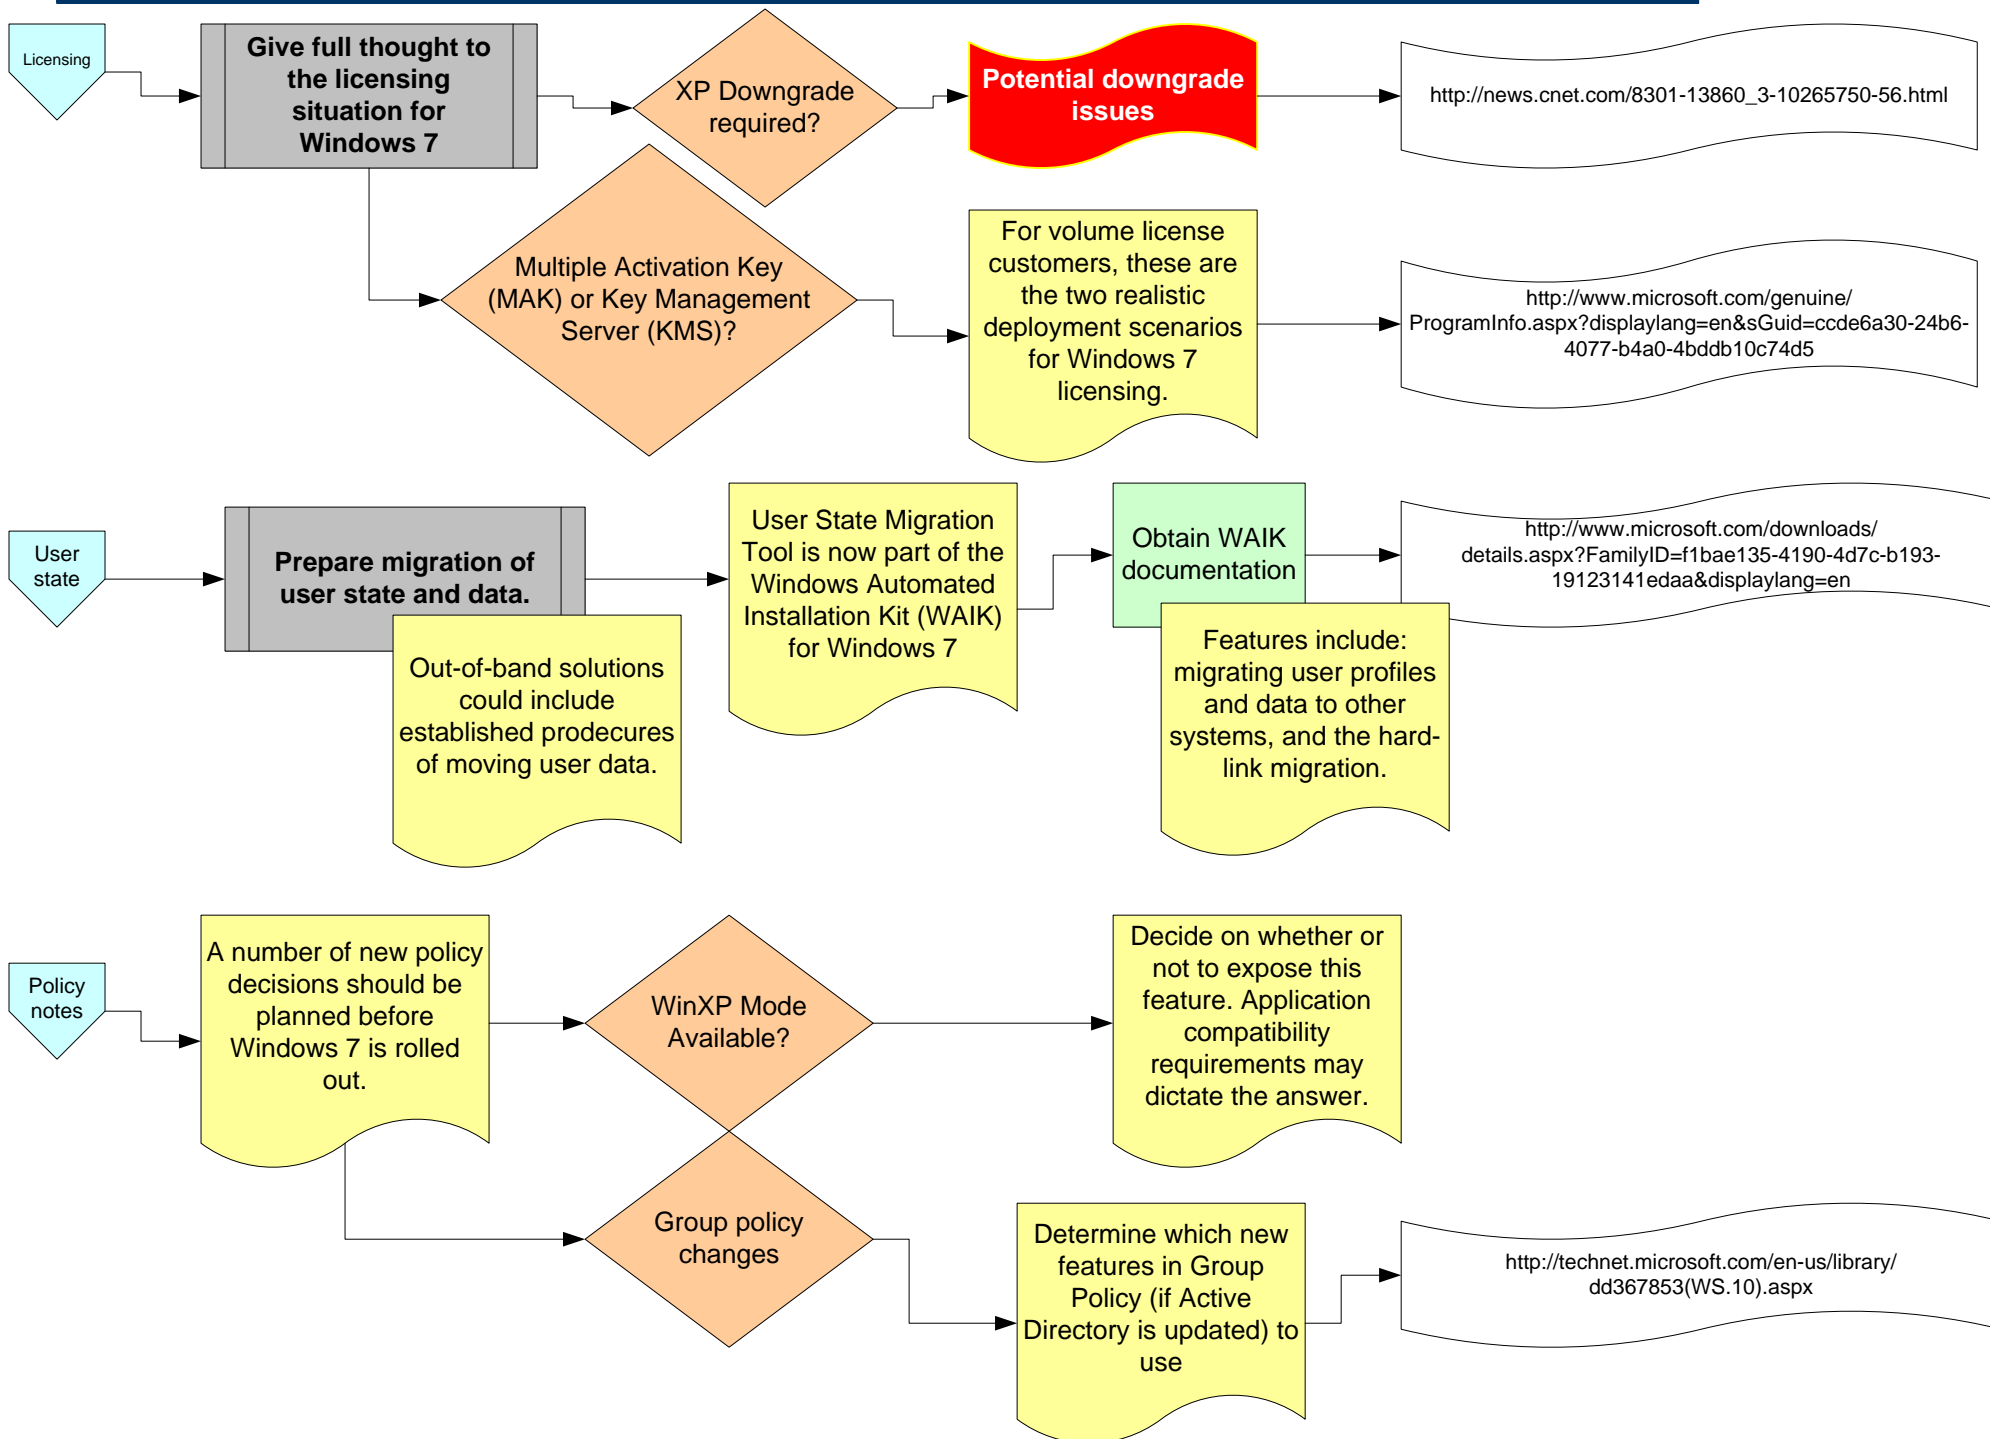 Licensing
Give full thought to
the licensing
situation for
Windows 7
XP Downgrade
required?
Potential downgrade
issues
http://news.cnet.com/8301-13860_3-10265750-56.html
Multiple Activation Key
(MAK) or Key Management
Server (KMS)?
For volume license
customers, these are
the two realistic
deployment scenarios
for Windows 7
licensing.
http://www.microsoft.com/genuine/
ProgramInfo.aspx?displaylang=en&sGuid=ccde6a30-24b6-
4077-b4a0-4bddb10c74d5
User
state
Prepare migration of
user state and data.
Out-of-band solutions
could include
established prodecures
of moving user data.
User State Migration
Tool is now part of the
Windows Automated
Installation Kit (WAIK)
for Windows 7
Obtain WAIK
documentation
http://www.microsoft.com/downloads/
details.aspx?FamilyID=f1bae135-4190-4d7c-b193-
19123141edaa&displaylang=en
Features include:
migrating user profiles
and data to other
systems, and the hard-
link migration.
Policy
notes
A number of new policy
decisions should be
planned before
Windows 7 is rolled
out.
WinXP Mode
Available?
Decide on whether or
not to expose this
feature. Application
compatibility
requirements may
dictate the answer.
Group policy
changes
Determine which new
features in Group
Policy (if Active
Directory is updated) to
use
http://technet.microsoft.com/en-us/library/
dd367853(WS.10).aspx